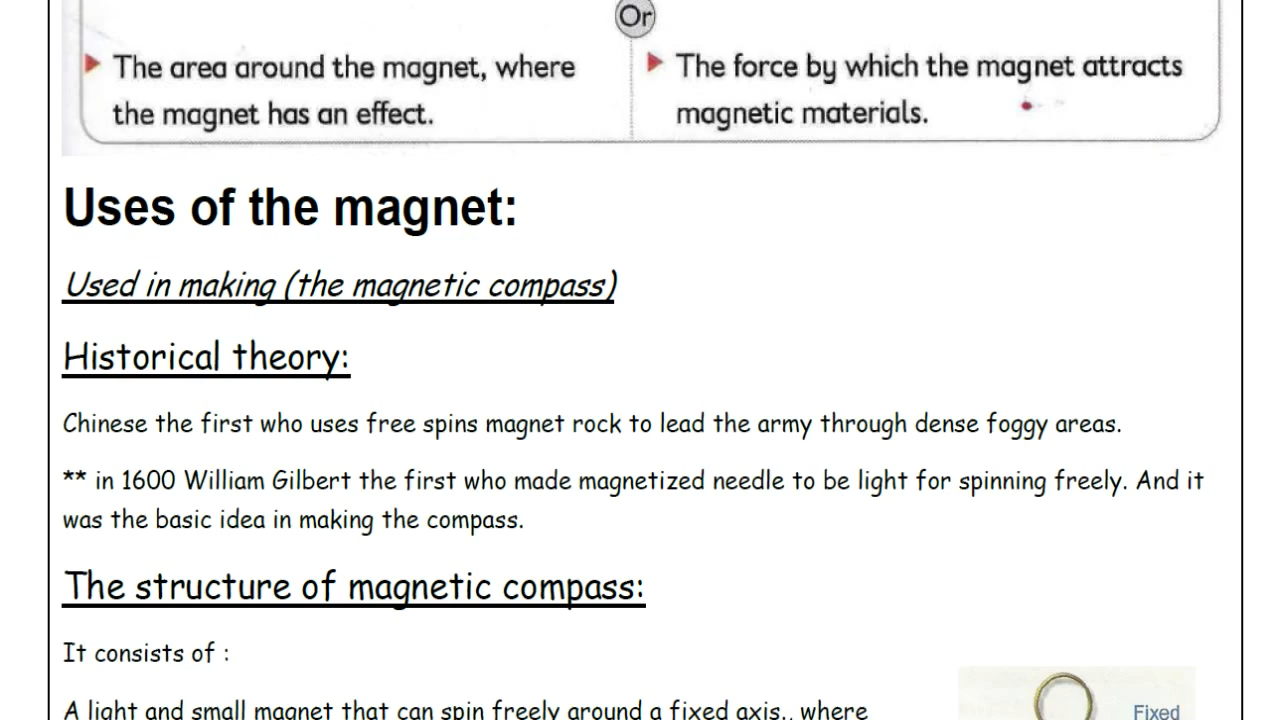 Or
The area around the magnet, where
the magnet has an effect.
The force by which the magnet attracts
magnetic materials.
Uses of the magnet:
Used in making (the magnetic compass)
Historical theory:
Chinese the first who uses free spins magnet rock to lead the army through dense foggy areas.
** in 1600 William Gilbert the first who made magnetized needle to be light for spinning freely. And it
was the basic idea in making the compass.
The structure of magnetic compass:
It consists of :
A light and small magnet that can spin freely around a fixed axis., where
Fixed